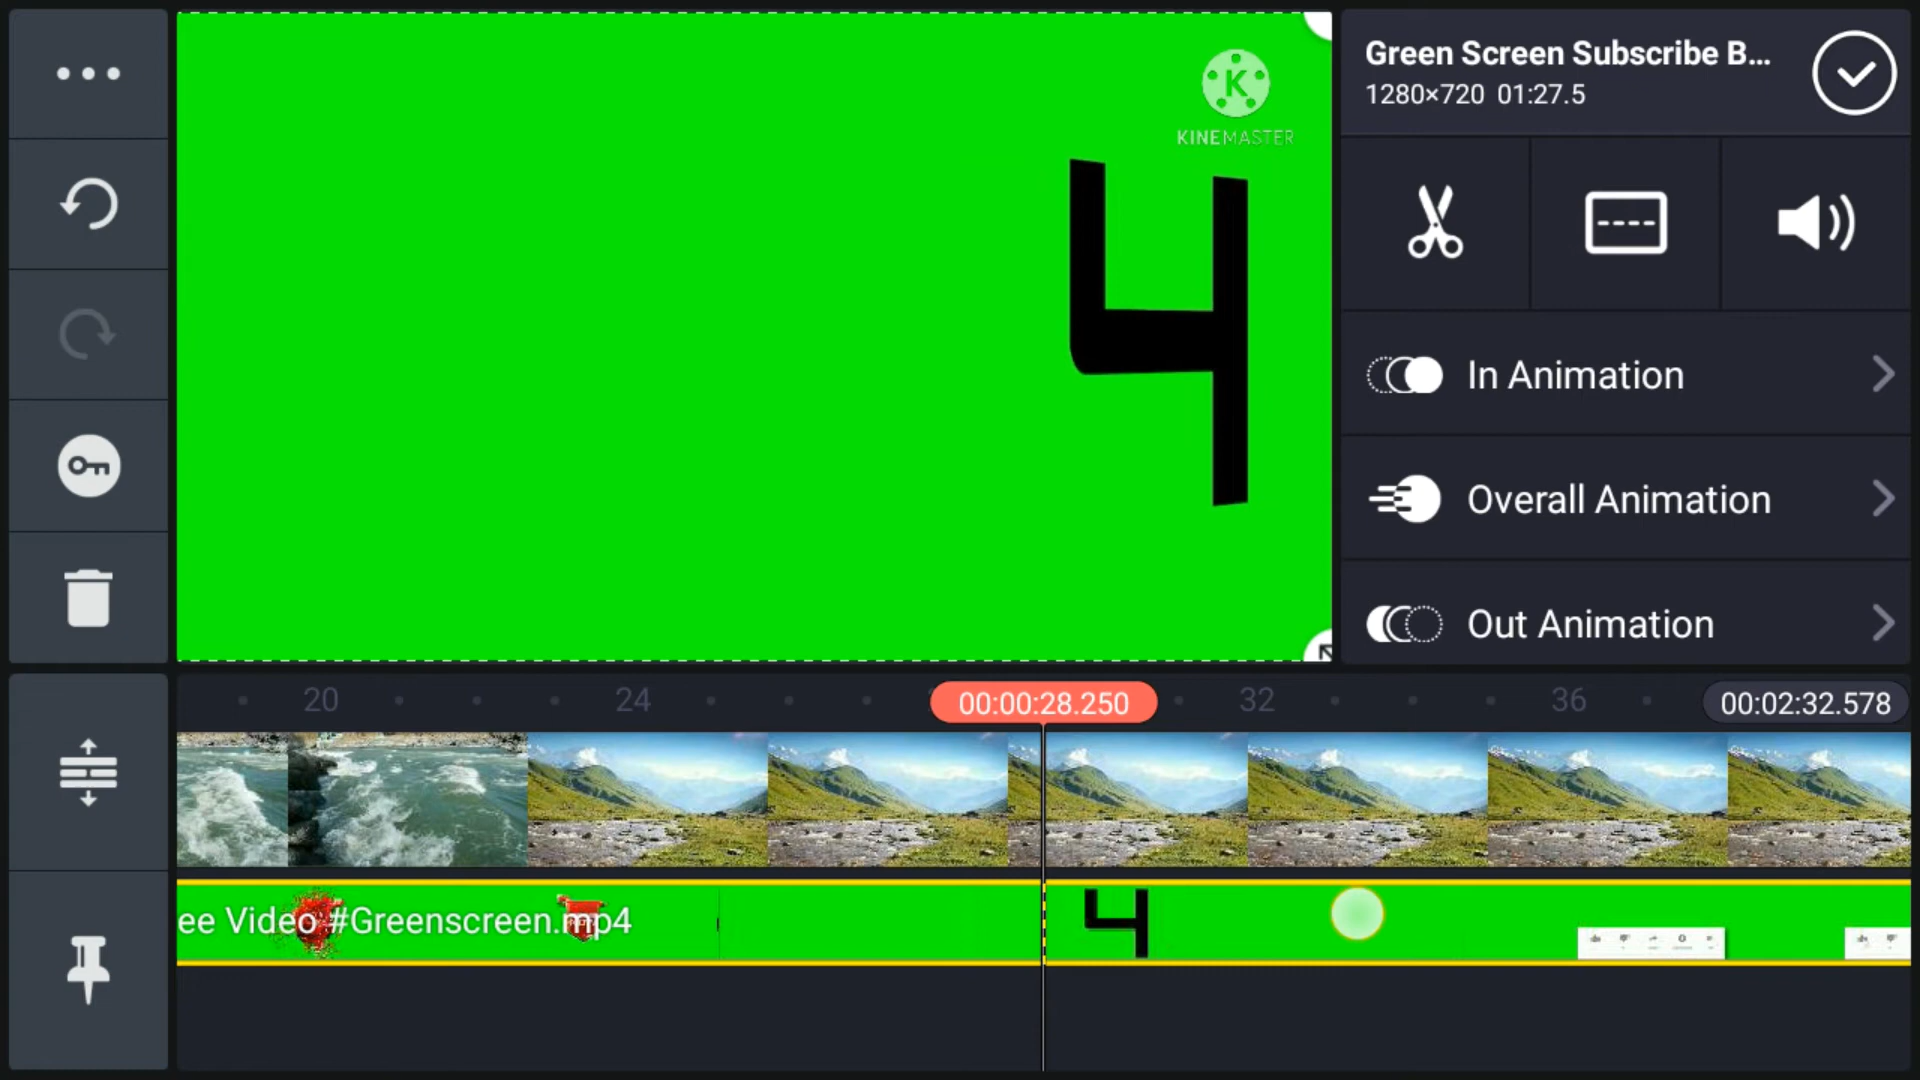 Green Screen Subscribe B...
1280×720 01:27.5
K
KINEMASTER
4
In Animation
Overall Animation
Out Animation
20
24
00:00:28.250
32
36
00:02:32.578
ee Video #Greenscreen.mp4
4